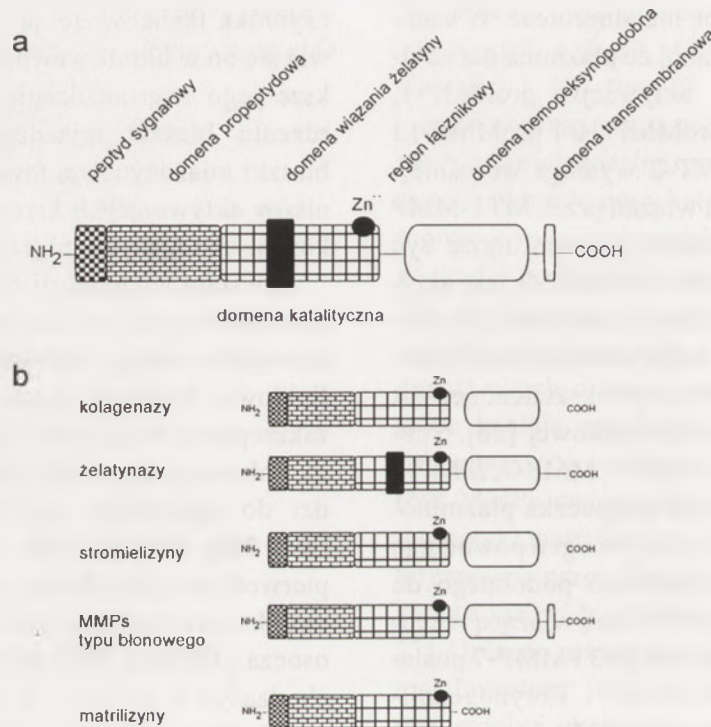 a
peptyd sygnałowy
domena propeptydowa
domena wiązania żelatyny
region łącznikowy
domena hemopeksynopodobna
domena transmembranowa
Zn++
NH2
COOH
domena katalityczna
b
kolagenazy
NH2
Zn
COOH
żelatynazy
NH2
Zn
COOH
stromielizyny
NH2
Zn
COOH
MMPs
typu błonowego
NH2
Zn
COOH
matrilizyny
NH2
Zn
COOH